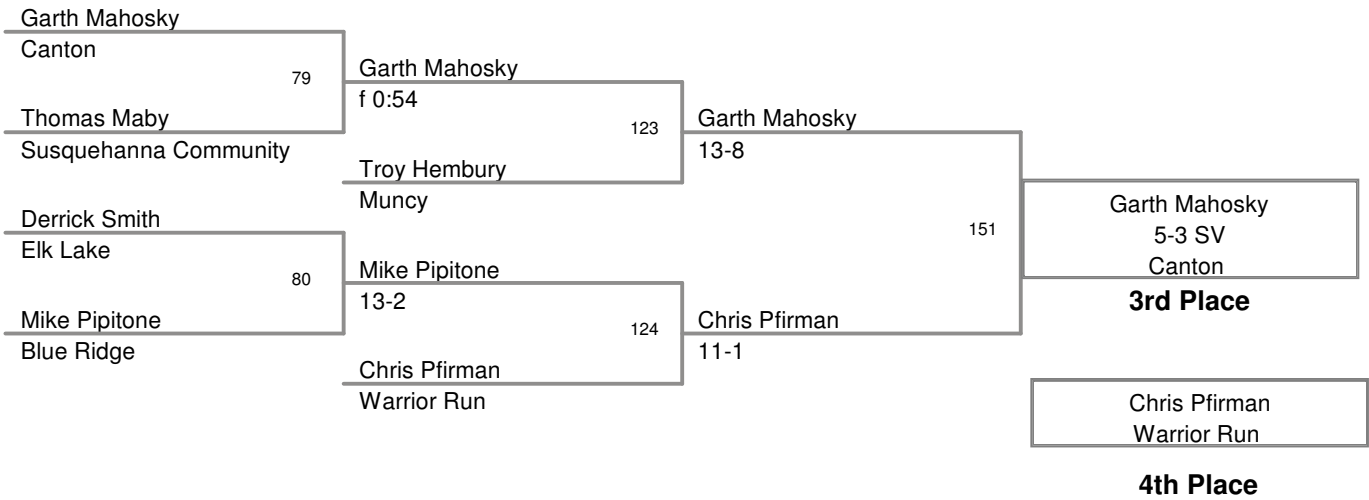 Garth Mahosky
Canton
79
Thomas Maby
Susquehanna Community
Derrick Smith
Elk Lake
80
Mike Pipitone
Blue Ridge
Garth Mahosky
f 0:54
123
Troy Hembury
Muncy
Mike Pipitone
13-2
124
Chris Pfirman
Warrior Run
Garth Mahosky
13-8
151
Chris Pfirman
11-1
Garth Mahosky
5-3 SV
Canton
3rd Place
Chris Pfirman
Warrior Run
4th Place